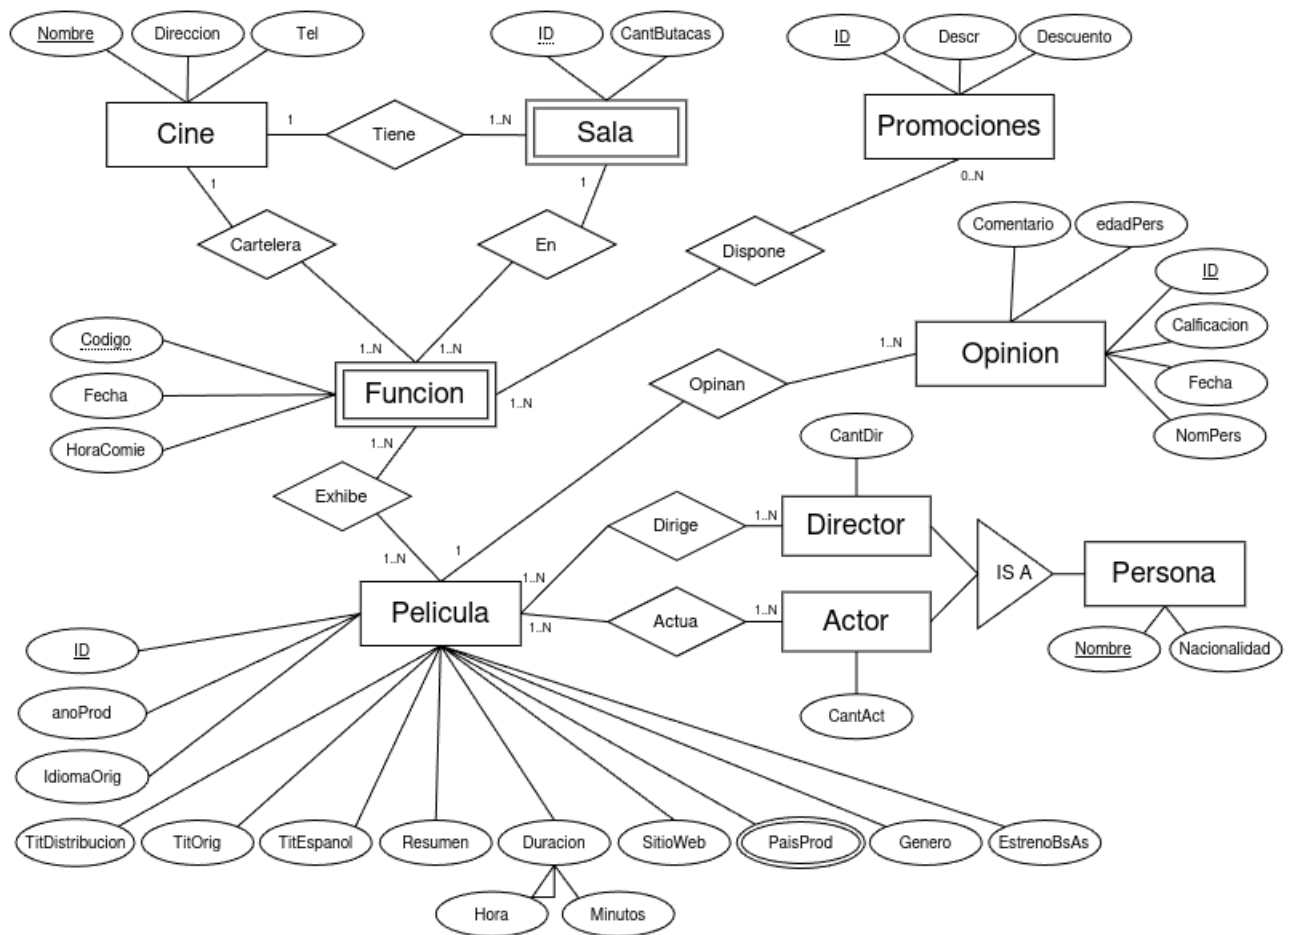 Nombre
Direccion
Tel
ID
CantButacas
ID
Descr
Descuento
Cine
1
Tiene
1..N
Sala
Promociones
1
1
0..N
Cartelera
En
Dispone
Comentario
edadPers
ID
Codigo
1..N
1..N
Calficacion
Fecha
Funcion
1..N
Opinan
1..N
Opinion
Fecha
HoraComie
1..N
NomPers
CantDir
Exhibe
1..N
1
1..N
Dirige
1..N
Director
IS A
Persona
Pelicula
1..N
Actua
1..N
Actor
ID
Nombre
Nacionalidad
anoProd
CantAct
IdiomaOrig
TitDistribucion
TitOrig
TitEspanol
Resumen
Duracion
SitioWeb
PaisProd
Genero
EstrenoBsAs
Hora
Minutos